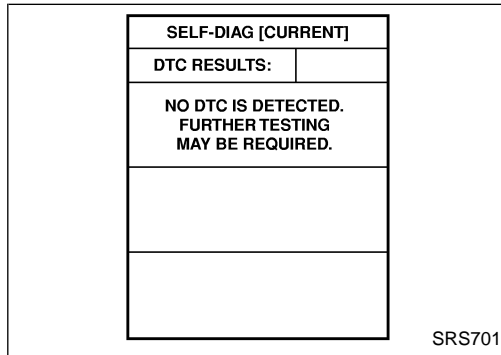 SELF-DIAG [CURRENT]
DTC RESULTS:
NO DTC IS DETECTED.
FURTHER TESTING
MAY BE REQUIRED.
SRS701